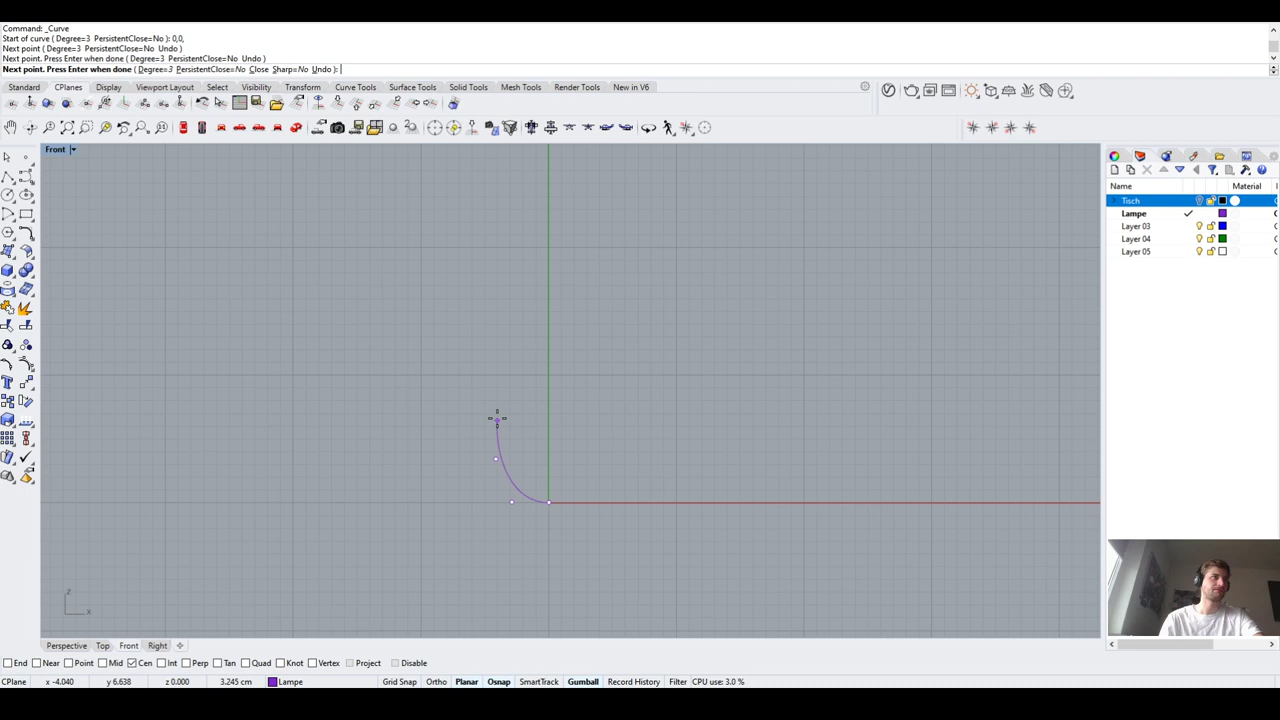 Command: _Curve
Start of curve ( Degree=3 PersistentClose=No ): 0,0,
Next point ( Degree=3 PersistentClose=No Undo )
Next point. Press Enter when done ( Degree=3 PersistentClose=No Undo )
Next point. Press Enter when done ( Degree=3 PersistentClose=No Close Sharp=No Undo ):
Standard CPlanes Display Viewport Layout Select Visibility Transform Curve Tools Surface Tools Solid Tools Mesh Tools Render Tools New in V6
Front
Name Material
Tisch
Lampe
Layer 03
Layer 04
Layer 05
z
x
Perspective Top Front Right
End Near Point Mid Cen Int Perp Tan Quad Knot Vertex Project Disable
CPlane x -4.040 y 6.638 z 0.000 3.245 cm Lampe Grid Snap Ortho Planar Osnap SmartTrack Gumball Record History Filter CPU use: 3.0 %